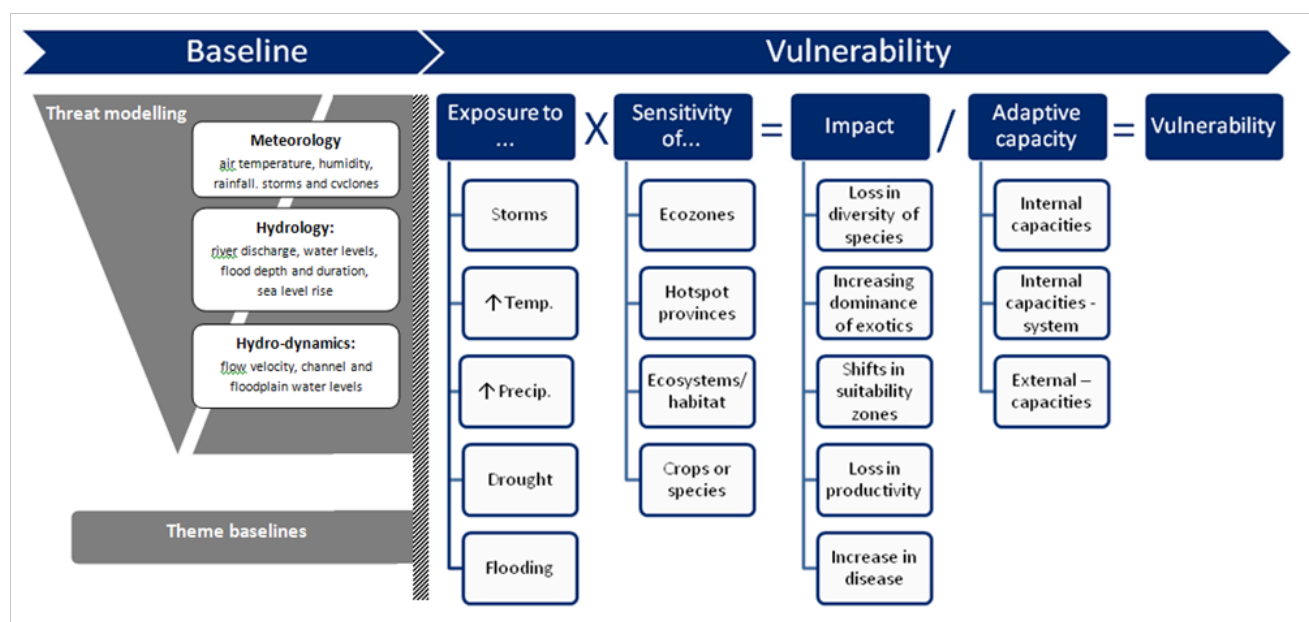 Baseline
Vulnerability
Threat modelling
Meteorology
air temperature, humidity,
rainfall. storms and cyclones
Hydrology:
river discharge, water levels,
flood depth and duration,
sea level rise
Hydro-dynamics:
flow velocity, channel and
floodplain water levels
Theme baselines
Exposure to
...
X
Sensitivity
of...
=
Impact
/
Adaptive
capacity
=
Vulnerability
Storms
↑ Temp.
↑ Precip.
Drought
Flooding
Ecozones
Hotspot
provinces
Ecosystems/
habitat
Crops or
species
Loss in
diversity of
species
Increasing
dominance
of exotics
Shifts in
suitability
zones
Loss in
productivity
Increase in
disease
Internal
capacities
Internal
capacities -
system
External –
capacities